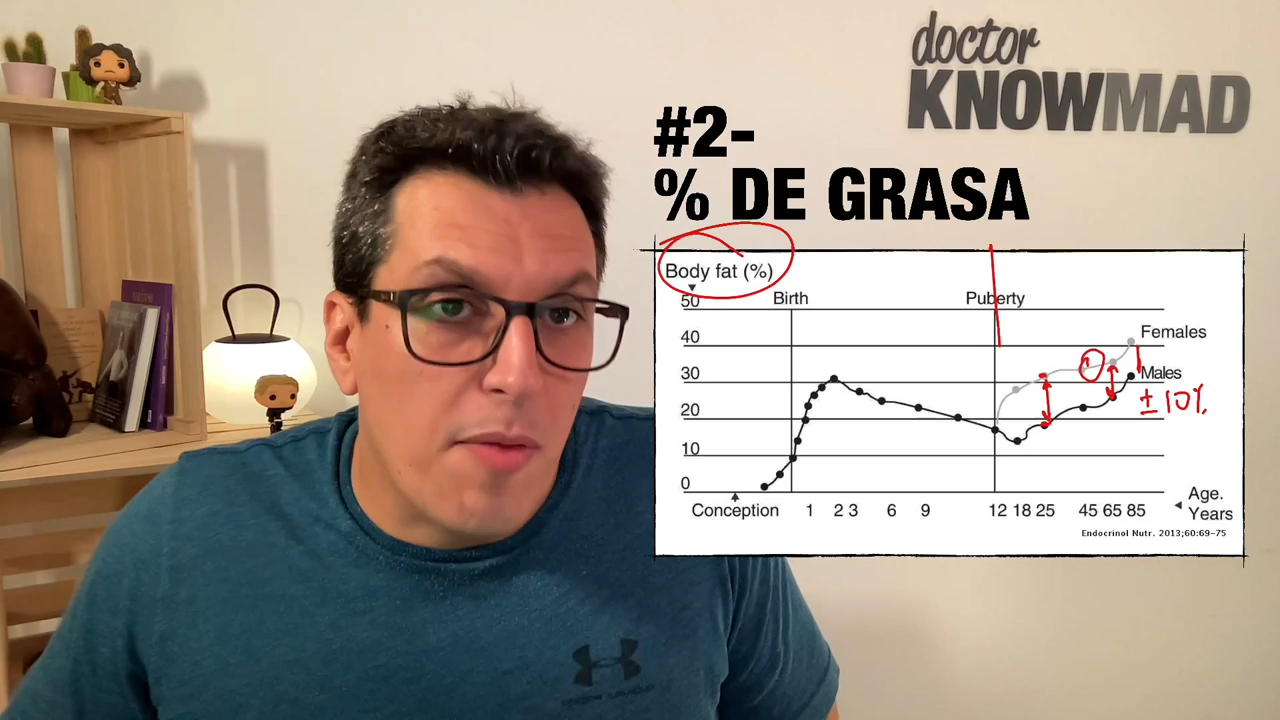 doctor
KNOWMAD
#2-
% DE GRASA
Body fat (%)
Birth
Puberty
50
40
30
20
10
0
Females
Males
± 10%
Conception
1 2 3 6 9 12 18 25 45 65 85
Age.
Years
Endocrinol Nutr. 2013;60:69–75